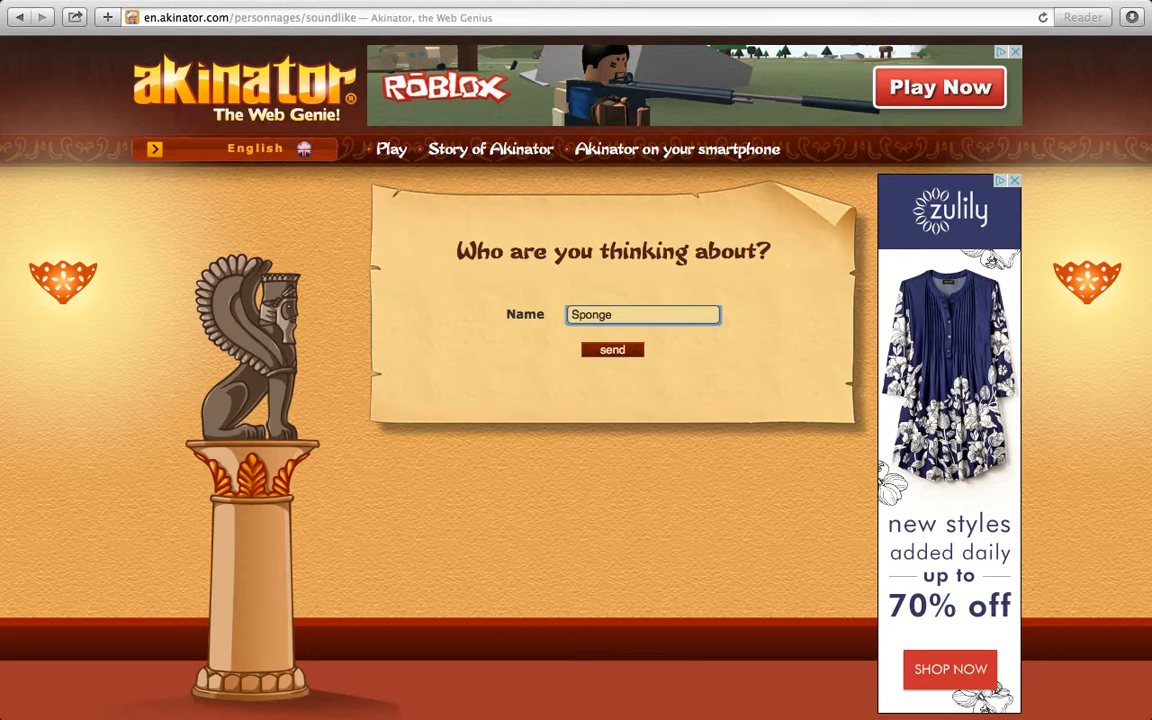 en.akinator.com/personnages/soundlike — Akinator, the Web Genius
Reader
akinator®
The Web Genie!
ROBLOX
Play Now
English
Play
Story of Akinator
Akinator on your smartphone
Who are you thinking about?
Name
Sponge
send
zulily
new styles
added daily
up to
70% off
SHOP NOW